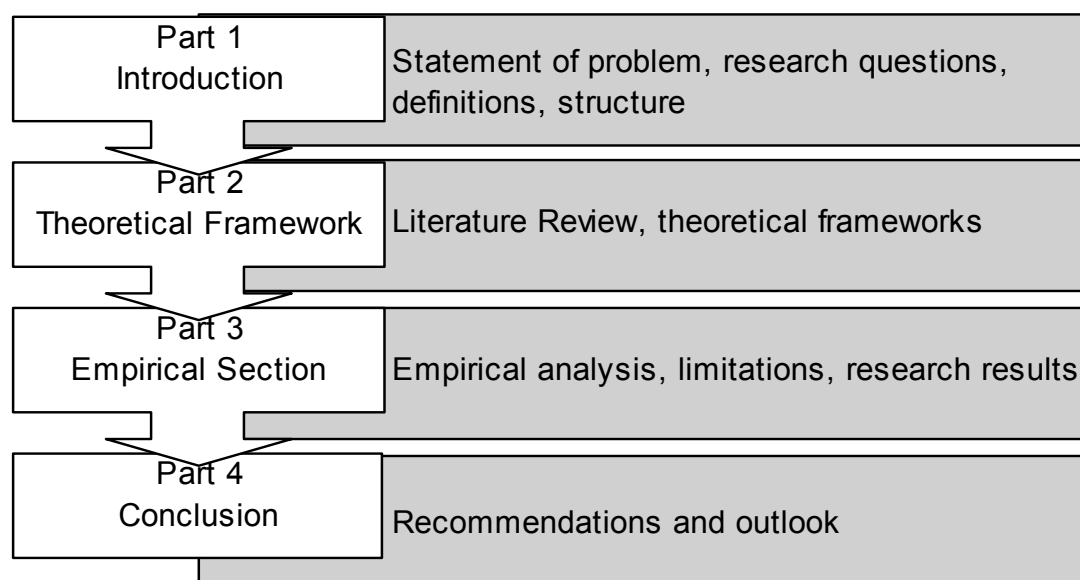 Part 1
Introduction
Statement of problem, research questions,
definitions, structure
Part 2
Theoretical Framework
Literature Review, theoretical frameworks
Part 3
Empirical Section
Empirical analysis, limitations, research results
Part 4
Conclusion
Recommendations and outlook